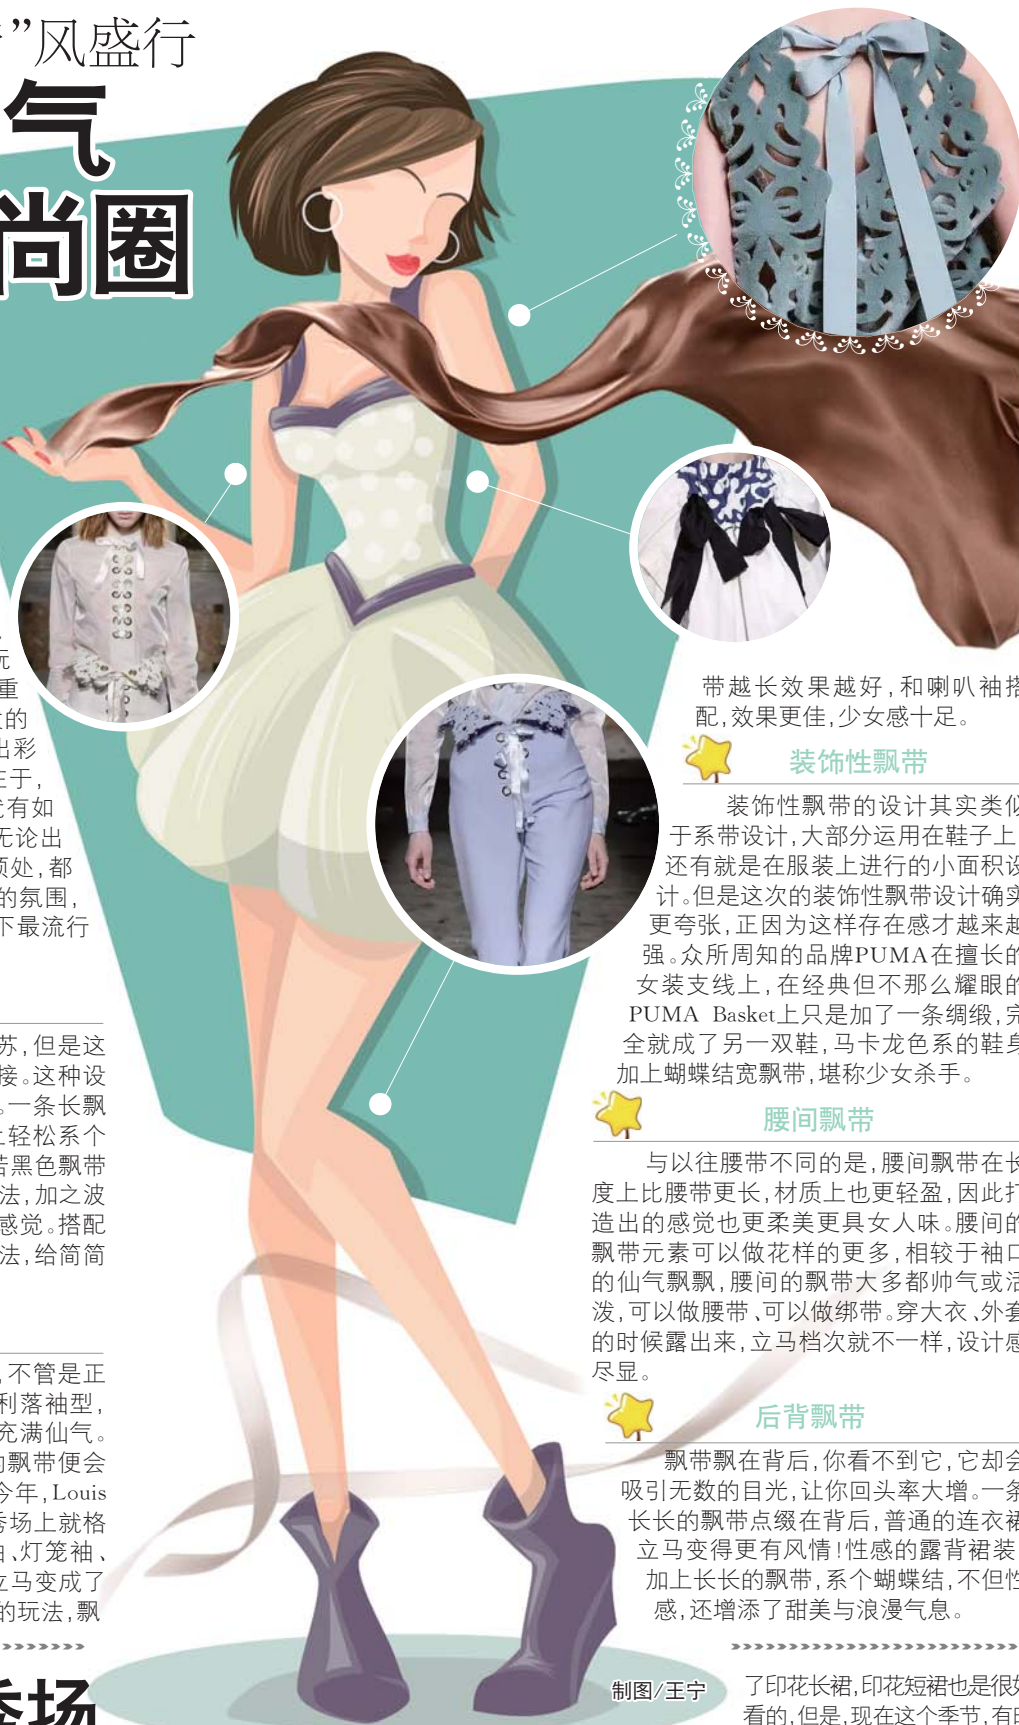 ”风盛行
气
尚圈
玩
重
的
出彩
在于,
就有如
无论出
领处,都
的氛围,
下最流行
苏,但是这
接。这种设
。一条长飘
上轻松系个
苦黑色飘带
法,加之波
感觉。搭配
法,给简简
,不管是正
利落袖型,
充满仙气。
的飘带便会
今年,Louis
秀场上就格
由、灯笼袖、
立马变成了
的玩法,飘
秀场
带越长效果越好,和喇叭袖搭
配,效果更佳,少女感十足。
装饰性飘带
装饰性飘带的设计其实类似
于系带设计,大部分运用在鞋子上
还有就是在服装上进行的小面积设
计。但是这次的装饰性飘带设计确实
更夸张,正因为这样存在感才越来越
强。众所周知的品牌PUMA在擅长的
女装支线上,在经典但不那么耀眼的
PUMA Basket上只是加了一条绸缎,完
全就成了另一双鞋,马卡龙色系的鞋身
加上蝴蝶结宽飘带,堪称少女杀手。
腰间飘带
与以往腰带不同的是,腰间飘带在长
度上比腰带更长,材质上也更轻盈,因此打
造出的感觉也更柔美更具女人味。腰间的
飘带元素可以做花样的更多,相较于袖口
的仙气飘飘,腰间的飘带大多都帅气或活
泼,可以做腰带、可以做绑带。穿大衣、外套
的时候露出来,立马档次就不一样,设计感
尽显。
后背飘带
飘带飘在背后,你看不到它,它却会
吸引无数的目光,让你回头率大增。一条
长长的飘带点缀在背后,普通的连衣裙
立马变得更有风情!性感的露背裙装
加上长长的飘带,系个蝴蝶结,不但性
感,还增添了甜美与浪漫气息。
制图/王宁
了印花长裙,印花短裙也是很好
看的,但是,现在这个季节,有时